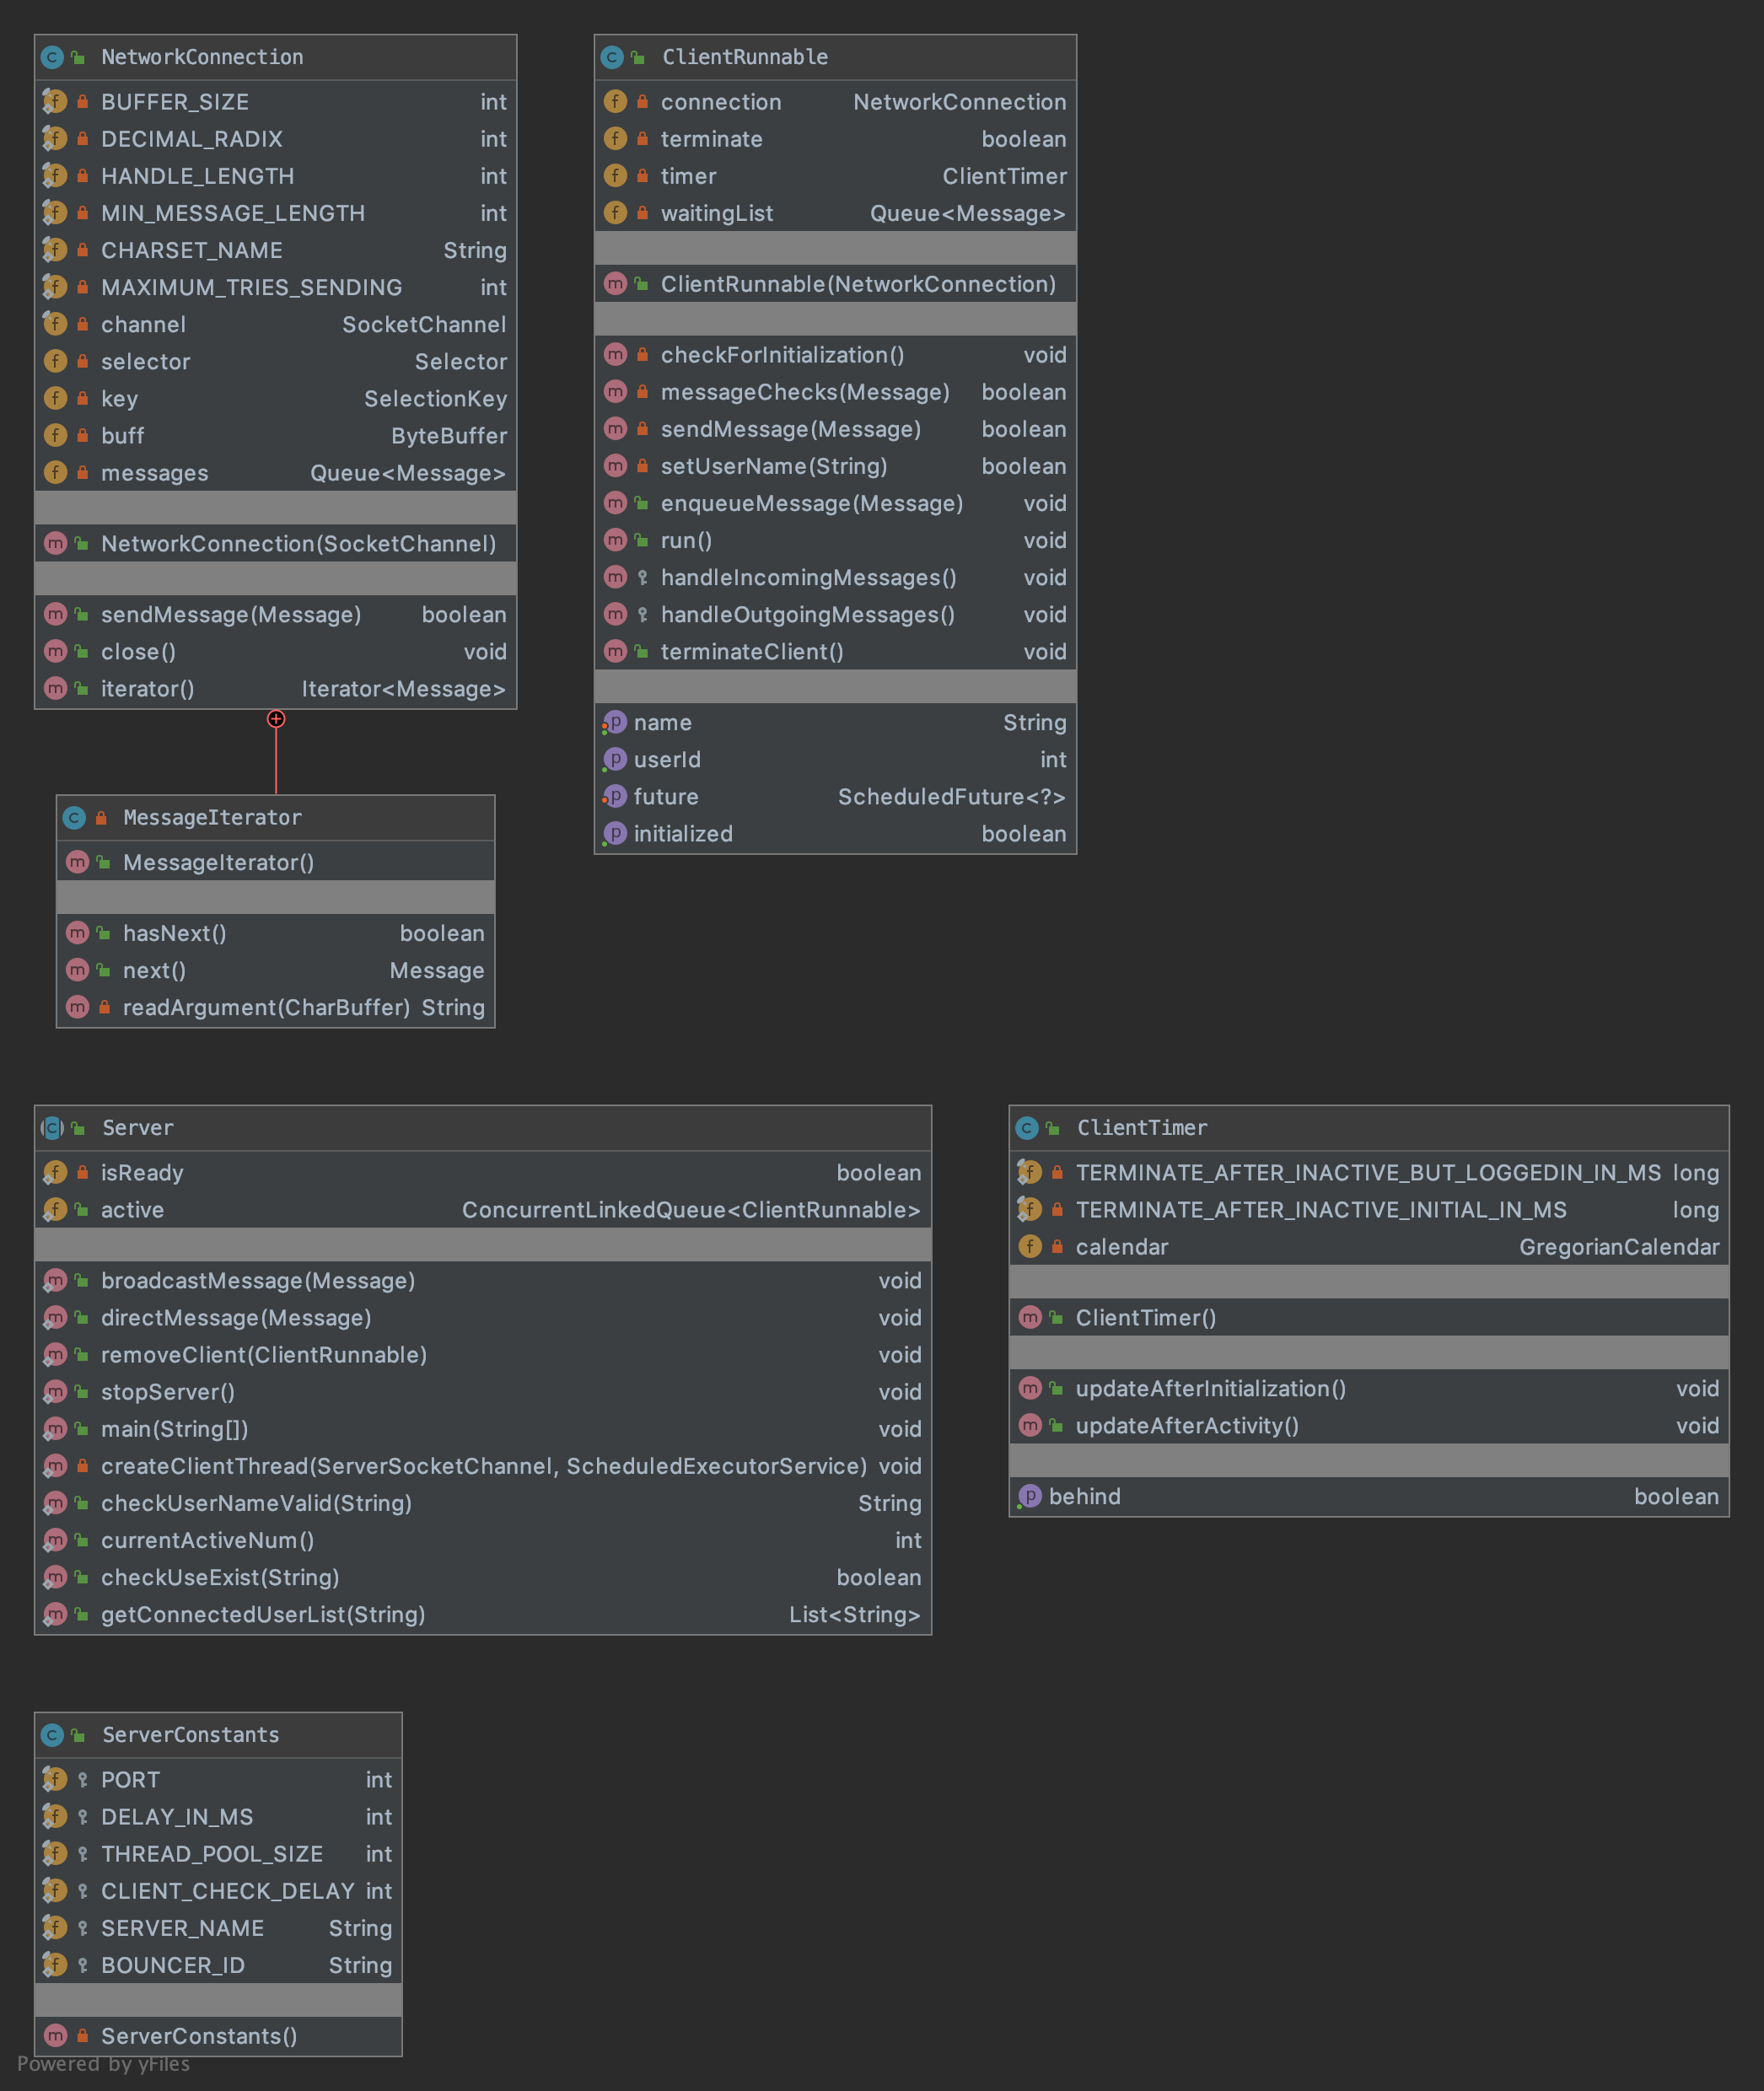 NetworkConnection
BUFFER_SIZE int
DECIMAL_RADIX int
HANDLE_LENGTH int
MIN_MESSAGE_LENGTH int
CHARSET_NAME String
MAXIMUM_TRIES_SENDING int
channel SocketChannel
selector Selector
key SelectionKey
buff ByteBuffer
messages Queue<Message>
NetworkConnection(SocketChannel)
sendMessage(Message) boolean
close() void
iterator() Iterator<Message>
ClientRunnable
connection NetworkConnection
terminate boolean
timer ClientTimer
waitingList Queue<Message>
ClientRunnable(NetworkConnection)
checkForInitialization() void
messageChecks(Message) boolean
sendMessage(Message) boolean
setUserName(String) boolean
enqueueMessage(Message) void
run() void
handleIncomingMessages() void
handleOutgoingMessages() void
terminateClient() void
name String
userId int
future ScheduledFuture<?>
initialized boolean
MessageIterator
MessageIterator()
hasNext() boolean
next() Message
readArgument(CharBuffer) String
Server
isReady boolean
active ConcurrentLinkedQueue<ClientRunnable>
broadcastMessage(Message) void
directMessage(Message) void
removeClient(ClientRunnable) void
stopServer() void
main(String[]) void
createClientThread(ServerSocketChannel, ScheduledExecutorService) void
checkUserNameValid(String) String
currentActiveNum() int
checkUseExist(String) boolean
getConnectedUserList(String) List<String>
ClientTimer
TERMINATE_AFTER_INACTIVE_BUT_LOGGEDIN_IN_MS long
TERMINATE_AFTER_INACTIVE_INITIAL_IN_MS long
calendar GregorianCalendar
ClientTimer()
updateAfterInitialization() void
updateAfterActivity() void
behind boolean
ServerConstants
PORT int
DELAY_IN_MS int
THREAD_POOL_SIZE int
CLIENT_CHECK_DELAY int
SERVER_NAME String
BOUNCER_ID String
ServerConstants()
Powered by yFiles